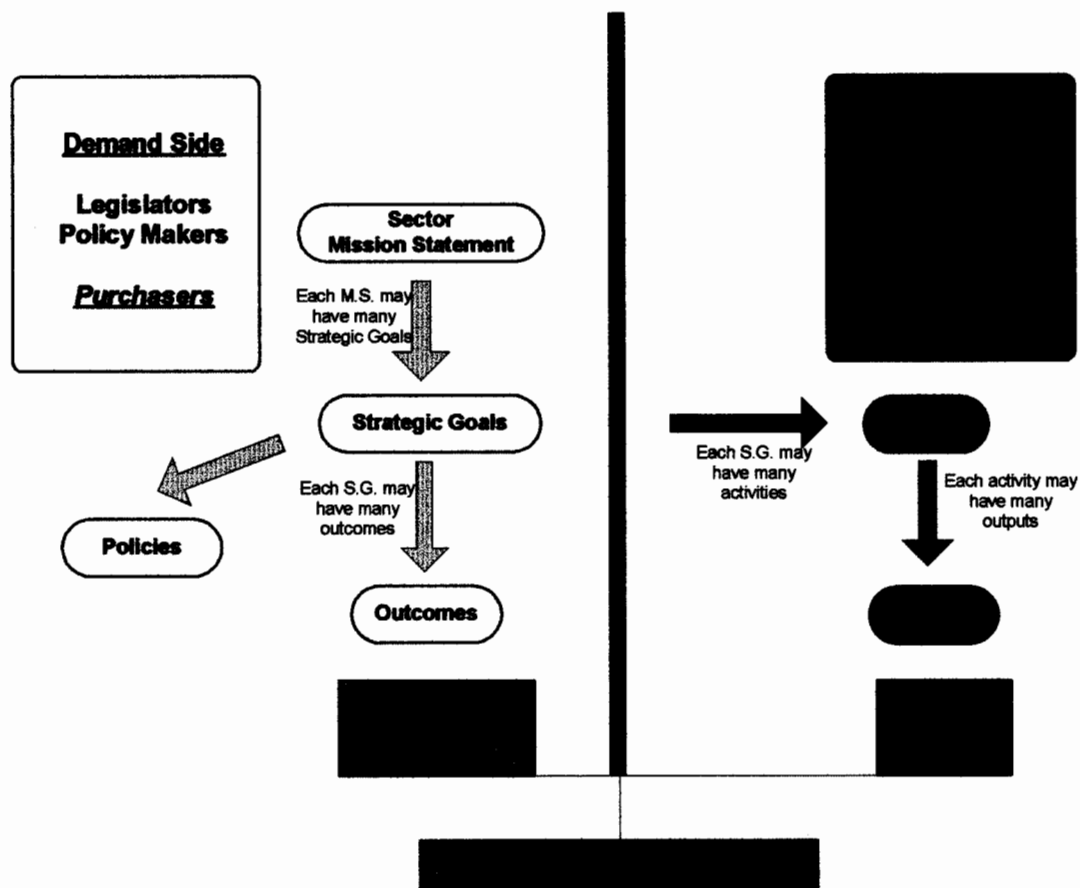 Demand Side
Legislators
Policy Makers
Purchasers
Sector
Mission Statement
Each M.S. may
have many
Strategic Goals
Strategic Goals
Each S.G. may
have many
outcomes
Policies
Outcomes
Each S.G. may
have many
activities
Each activity may
have many
outputs